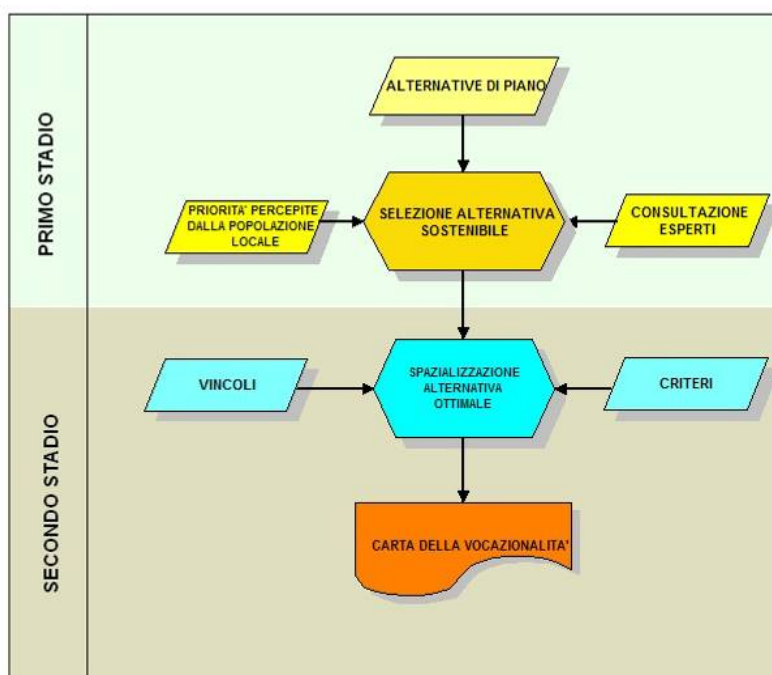 PRIMO STADIO
ALTERNATIVE DI PIANO
PRIORITA' PERCEPITE
DALLA POPOLAZIONE
LOCALE
SELEZIONE ALTERNATIVA
SOSTENIBILE
CONSULTAZIONE
ESPERTI
SECONDO STADIO
VINCOLI
SPAZIALIZZAZIONE
ALTERNATIVA
OTTIMALE
CRITERI
CARTA DELLA VOCAZIONALITA'